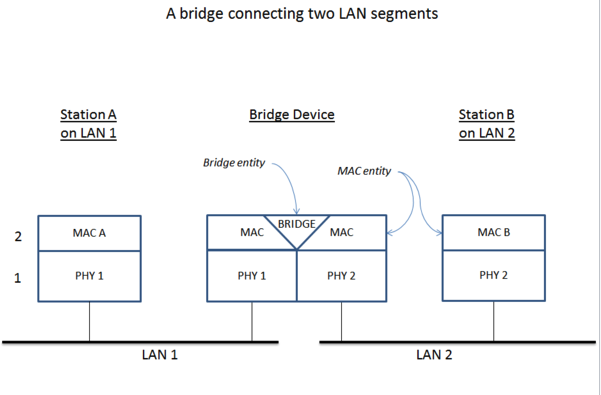 A bridge connecting two LAN segments
Station A
on LAN 1
Bridge Device
Station B
on LAN 2
Bridge entity
MAC entity
2
MAC A
MAC
BRIDGE
MAC
MAC B
1
PHY 1
PHY 1
PHY 2
PHY 2
LAN 1
LAN 2